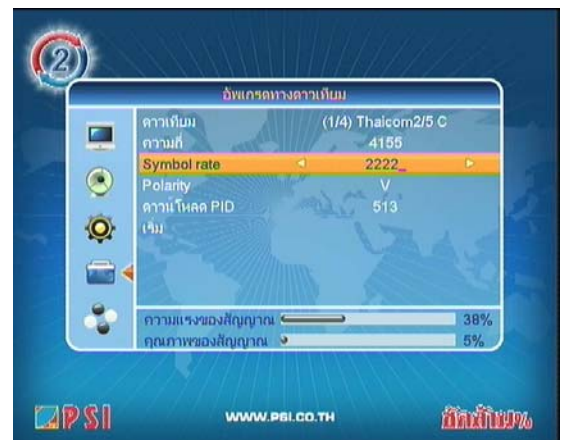 2
อัพเกรดทางดาวเทียม
ดาวเทียม (1/4) Thaicom2/5 C
ความถี่ 4155
Symbol rate 2222_
Polarity V
ดาวน์โหลด PID 513
เริ่ม
ความแรงของสัญญาณ 38%
คุณภาพของสัญญาณ 5%
PSI WWW.PSI.CO.TH